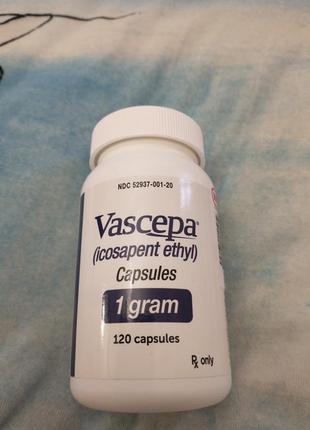 NDC 52937-001-20
Vascepa®
(icosapent ethyl)
Capsules
1 gram
120 capsules
℞ only